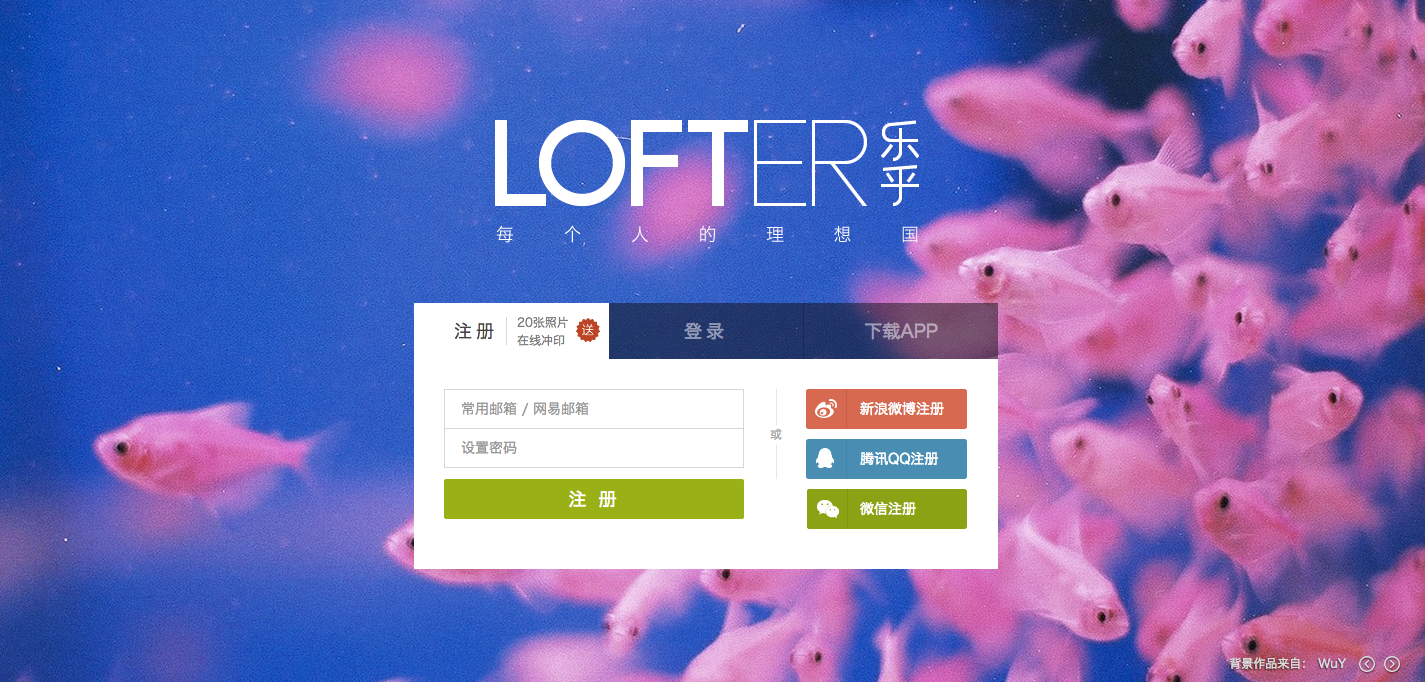 LOFTER 乐乎
每个人的理想国
注册
20张照片
在线冲印
送
登录
下载APP
常用邮箱 / 网易邮箱
设置密码
注册
或
新浪微博注册
腾讯QQ注册
微信注册
背景作品来自: WuY